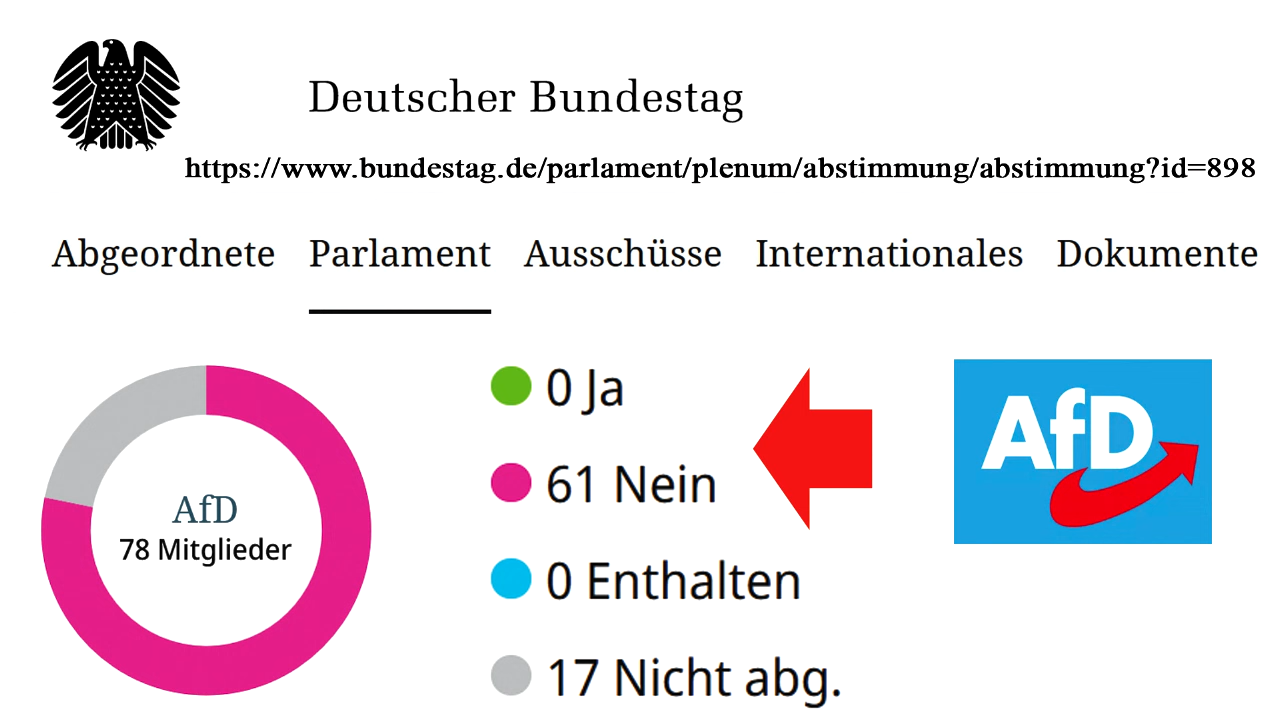 Deutscher Bundestag
https://www.bundestag.de/parlament/plenum/abstimmung/abstimmung?id=898
Abgeordnete Parlament Ausschüsse Internationales Dokumente
AfD
78 Mitglieder
0 Ja
61 Nein
0 Enthalten
17 Nicht abg.
AfD